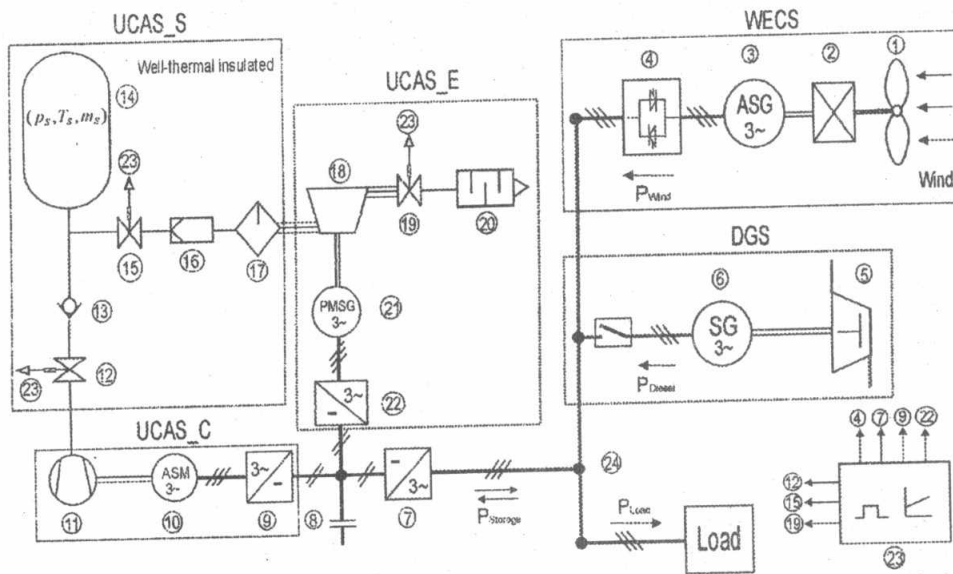 UCAS_S
WECS
Well-thermal insulated
UCAS_E
④
③
②
①
⑭
(p_s, T_s, m_s)
㉓
ASG
3~
㉓
⑱
P_Wind
Wind
⑮
⑯
⑰
⑲
⑳
DGS
⑬
PMSG
3~
㉑
⑥
⑤
SG
3~
㉓
⑫
3~
-
㉒
P_Diesel
UCAS_C
④
⑦
⑨
㉒
ASM
3~
3~
-
-
3~
㉔
⑫
⑮
⑲
⑪
⑩
⑨
⑧
⑦
P_Storage
P_Load
Load
㉓